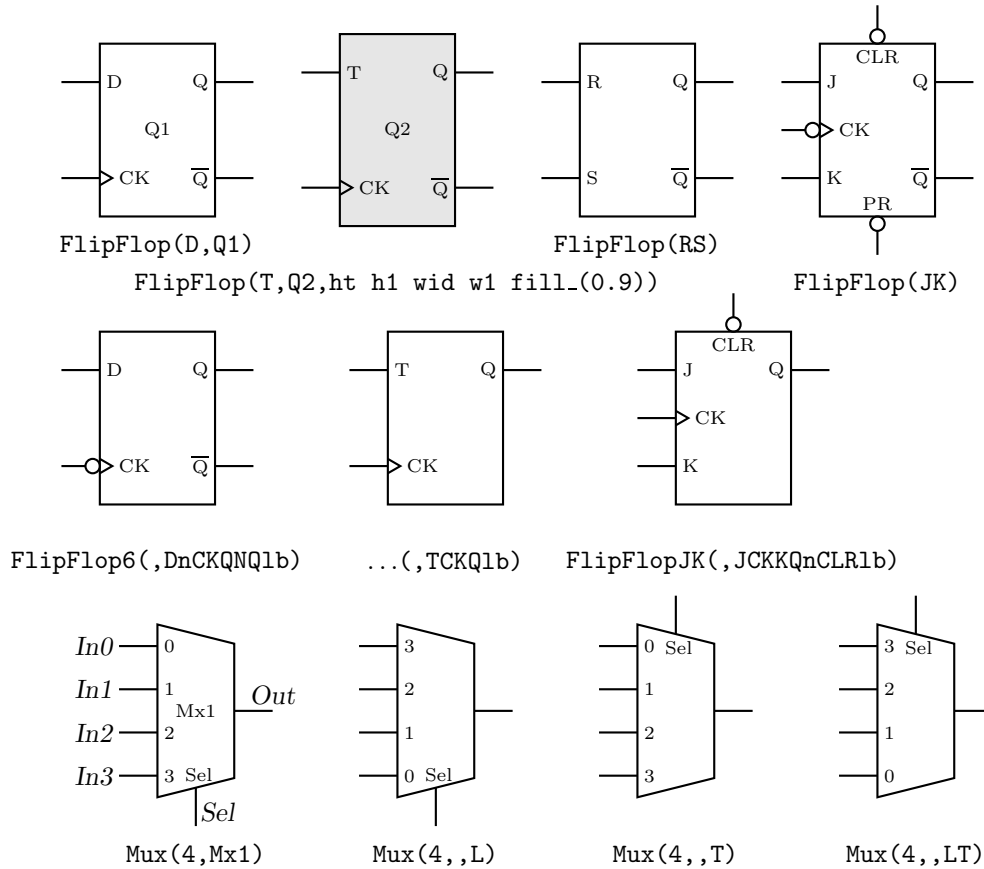 CLR
D Q T Q R Q J Q
Q1 Q2 CK
CK Q CK Q S Q K Q
PR
FlipFlop(D,Q1) FlipFlop(RS)
FlipFlop(T,Q2,ht h1 wid w1 fill_(0.9)) FlipFlop(JK)
CLR
D Q T Q J Q
CK
CK Q CK K
FlipFlop6(,DnCKQNQlb) ...(,TCKQlb) FlipFlopJK(,JCKKQnCLRlb)
In0 0 3 0 Sel 3 Sel
In1 1 2 1 2
Mx1 Out
In2 2 1 2 1
In3 3 Sel 0 Sel 3 0
Sel
Mux(4,Mx1) Mux(4,,L) Mux(4,,T) Mux(4,,LT)